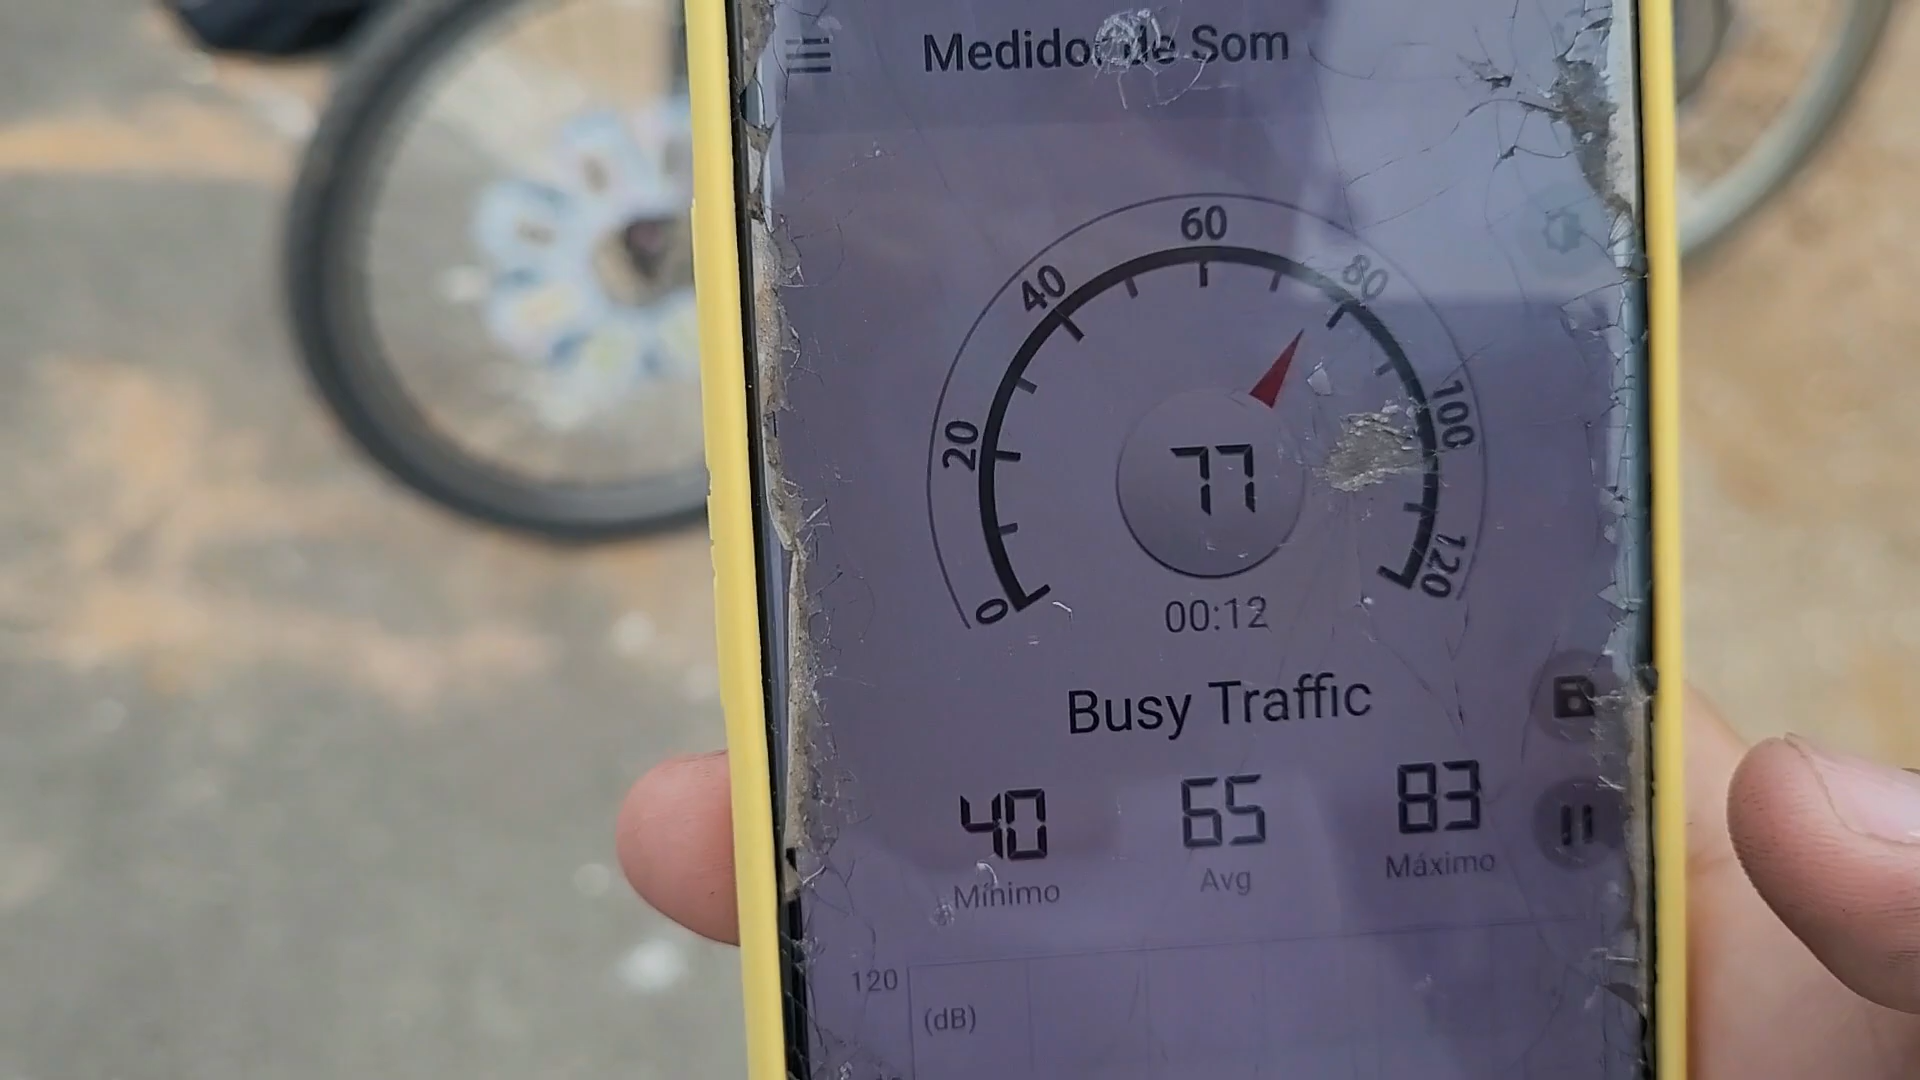 Medidor de Som
0 20 40 60 80 100 120
77
00:12
Busy Traffic
40 65 83
Mínimo Avg Máximo
120
(dB)